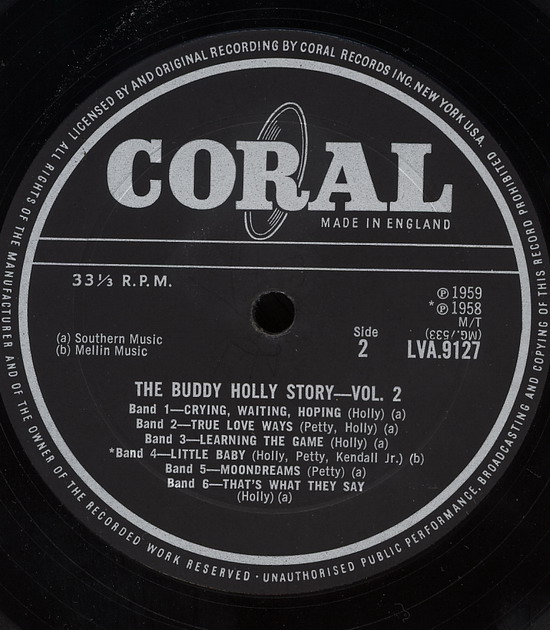 ALL RIGHTS OF THE MANUFACTURER AND OF THE OWNER OF THE RECORDED WORK RESERVED · UNAUTHORISED PUBLIC PERFORMANCE, BROADCASTING AND COPYING OF THIS RECORD PROHIBITED. LICENSED BY AND ORIGINAL RECORDING BY CORAL RECORDS INC. NEW YORK U.S.A.
CORAL
MADE IN ENGLAND
33⅓ R.P.M.
℗ 1959
* ℗ 1958
M/T
(MG.533)
(a) Southern Music
(b) Mellin Music
Side
2
LVA.9127
THE BUDDY HOLLY STORY—VOL. 2
Band 1—CRYING, WAITING, HOPING (Holly) (a)
Band 2—TRUE LOVE WAYS (Petty, Holly) (a)
Band 3—LEARNING THE GAME (Holly) (a)
*Band 4—LITTLE BABY (Holly, Petty, Kendall Jr.) (b)
Band 5—MOONDREAMS (Petty) (a)
Band 6—THAT'S WHAT THEY SAY
(Holly) (a)